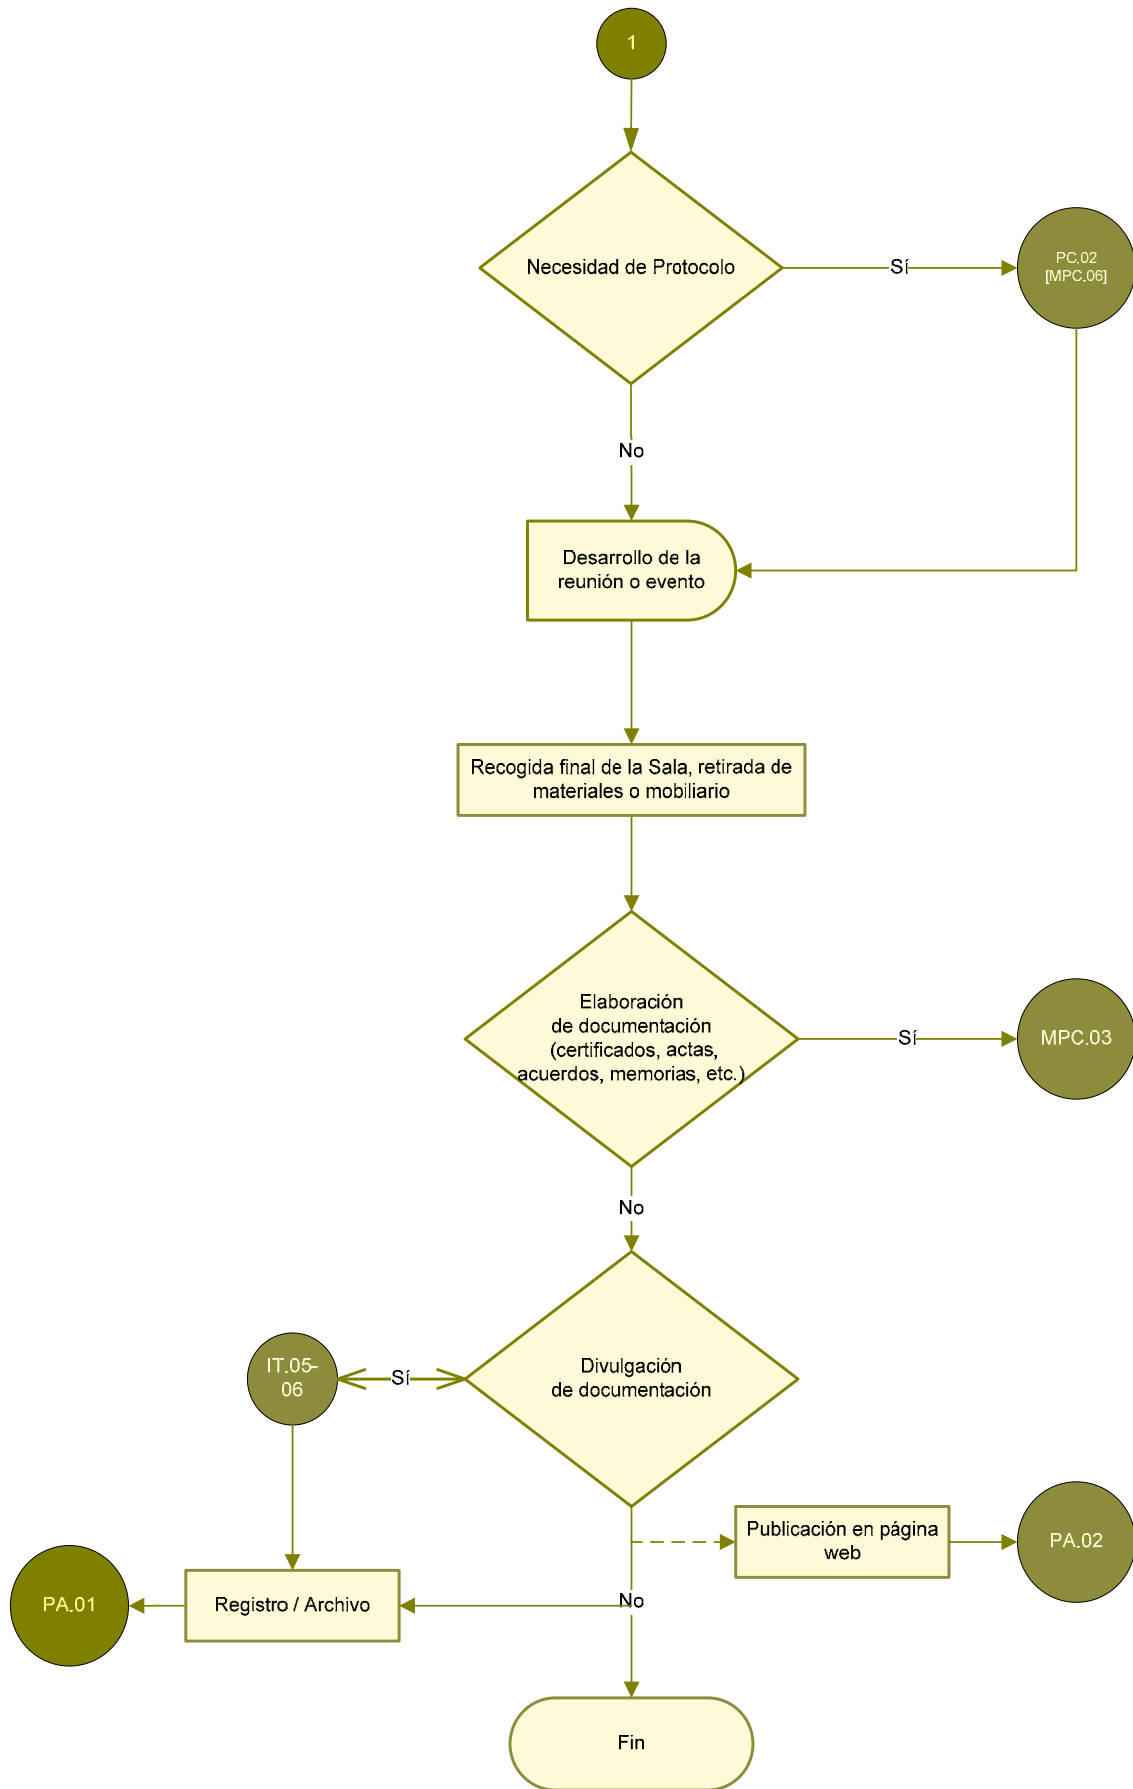 1
Necesidad de Protocolo
Sí
PC.02
[MPC.06]
No
Desarrollo de la
reunión o evento
Recogida final de la Sala, retirada de
materiales o mobiliario
Elaboración
de documentación
(certificados, actas,
acuerdos, memorias, etc.)
Sí
MPC.03
No
IT.05-
06
Sí
Divulgación
de documentación
Publicación en página
web
PA.02
PA.01
Registro / Archivo
No
Fin